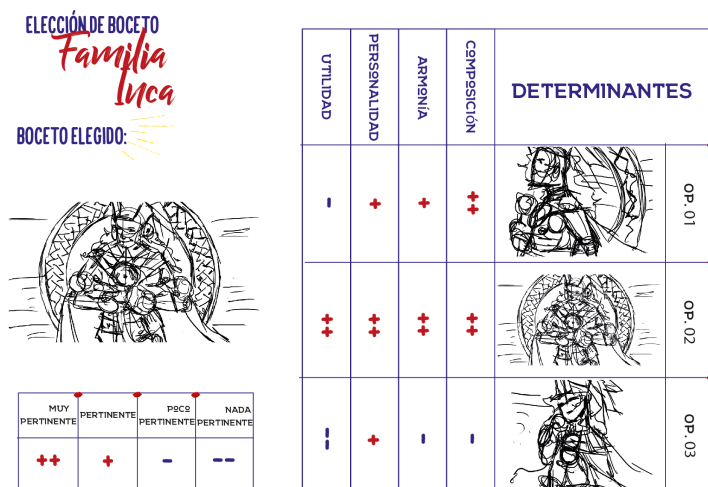 ELECCIÓN DE BOCETO
Familia
Inca
BOCETO ELEGIDO:
MUY PERTINENTE
PERTINENTE
POCO PERTINENTE
NADA PERTINENTE
++
+
-
--
UTILIDAD
PERSONALIDAD
ARMONÍA
COMPOSICIÓN
DETERMINANTES
-
+
+
++
OP. 01
++
++
++
++
OP. 02
--
+
-
-
OP. 03